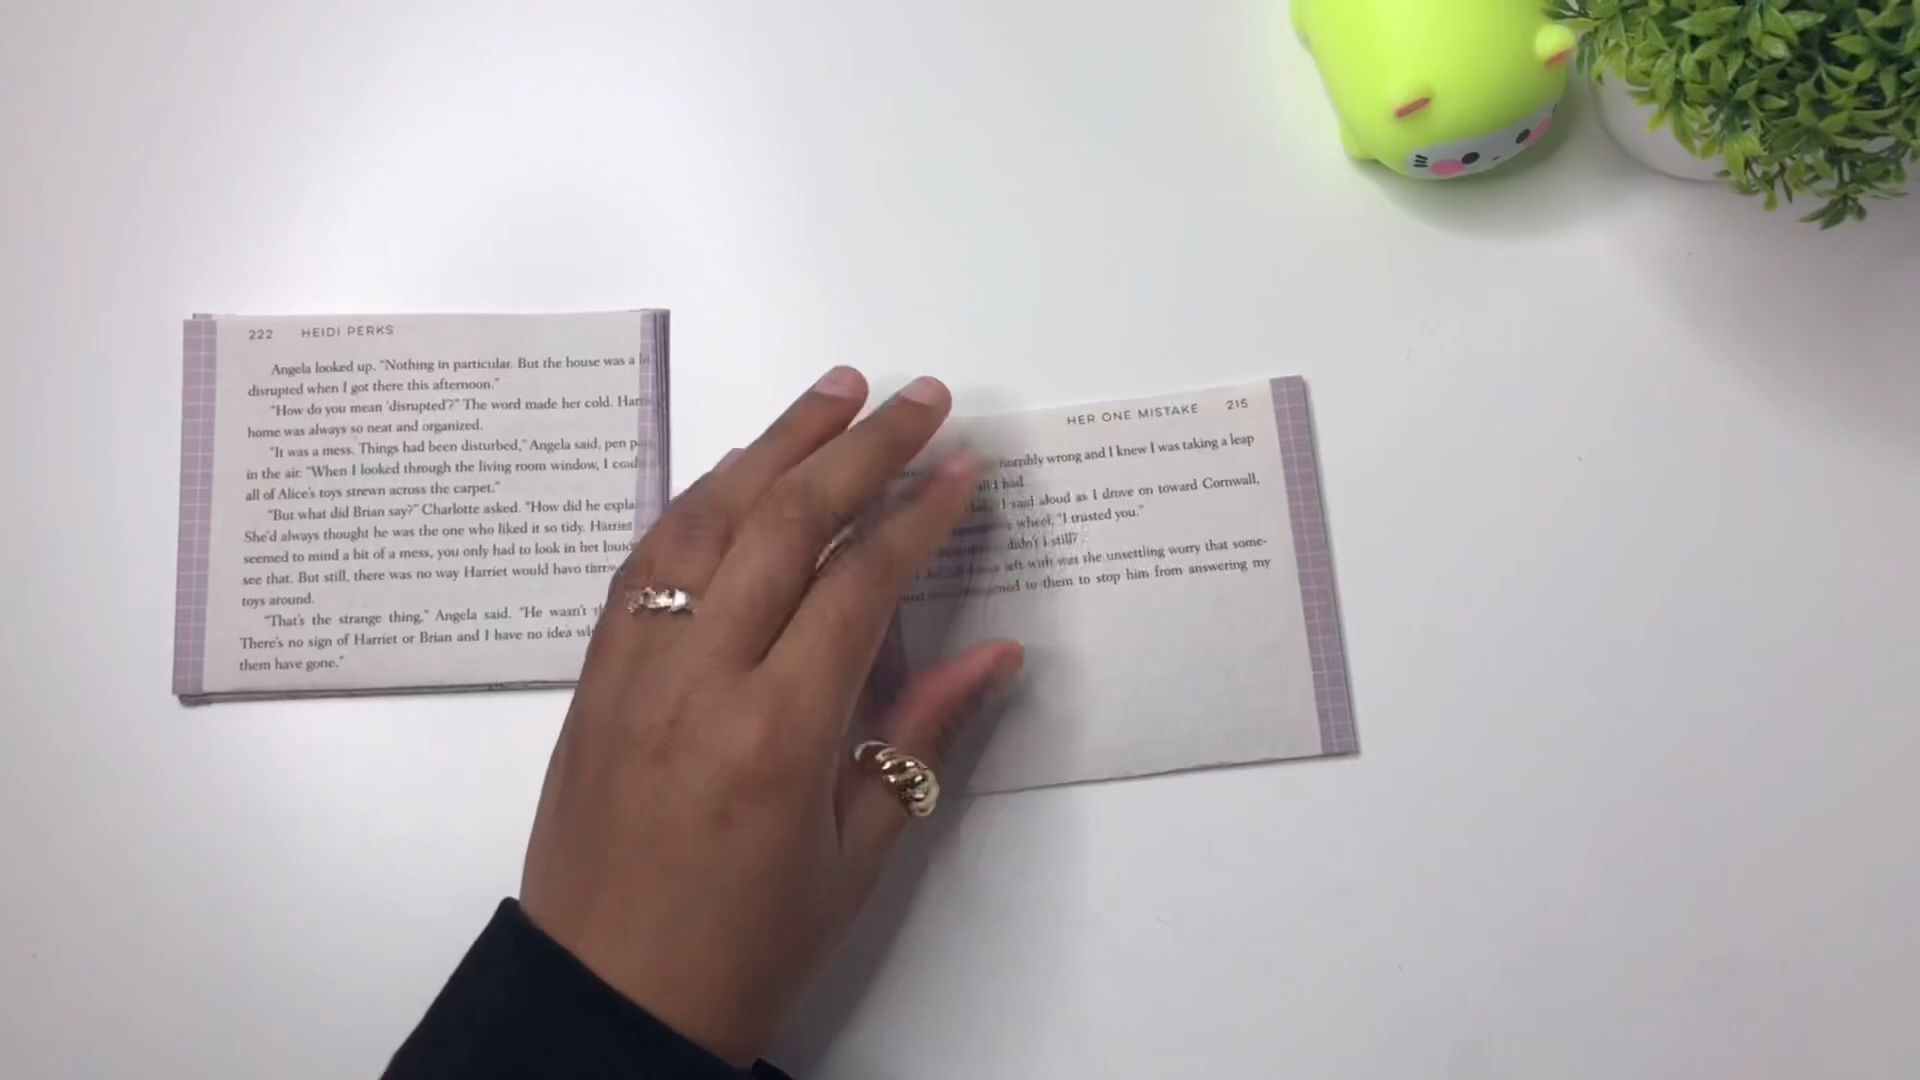 222 HEIDI PERKS
Angela looked up. “Nothing in particular. But the house was a
disrupted when I got there this afternoon.”
“How do you mean ‘disrupted’?” The word made her cold.
home was always so neat and organized.
“It was a mess. Things had been disturbed,” Angela said, pen
in the air. “When I looked through the living room window, I
all of Alice’s toys strewn across the carpet.”
“But what did Brian say?” Charlotte asked. “How did he
She’d always thought he was the one who liked it so tidy. Harriet
seemed to mind a bit of a mess, you only had to look in her
see that. But still, there was no way Harriet would have
toys around.
“That’s the strange thing,” Angela said. “He wasn’t
There’s no sign of Harriet or Brian and I have no idea
them have gone.”
HER ONE MISTAKE 215
horribly wrong and I knew I was taking a leap
all I had.
I said aloud as I drove on toward Cornwall,
wheel. “I trusted you.”
didn’t I still?
left with was the unsettling worry that some-
to them to stop him from answering my